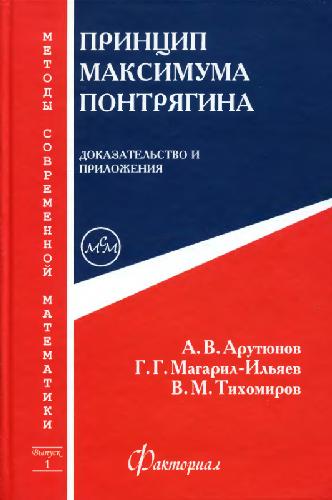 МЕТОДЫ СОВРЕМЕННОЙ МАТЕМАТИКИ
Выпуск
1
ПРИНЦИП
МАКСИМУМА
ПОНТРЯГИНА
ДОКАЗАТЕЛЬСТВО И
ПРИЛОЖЕНИЯ
МСМ
А. В. Арутюнов
Г. Г. Магарил-Ильяев
В. М. Тихомиров
Факториал